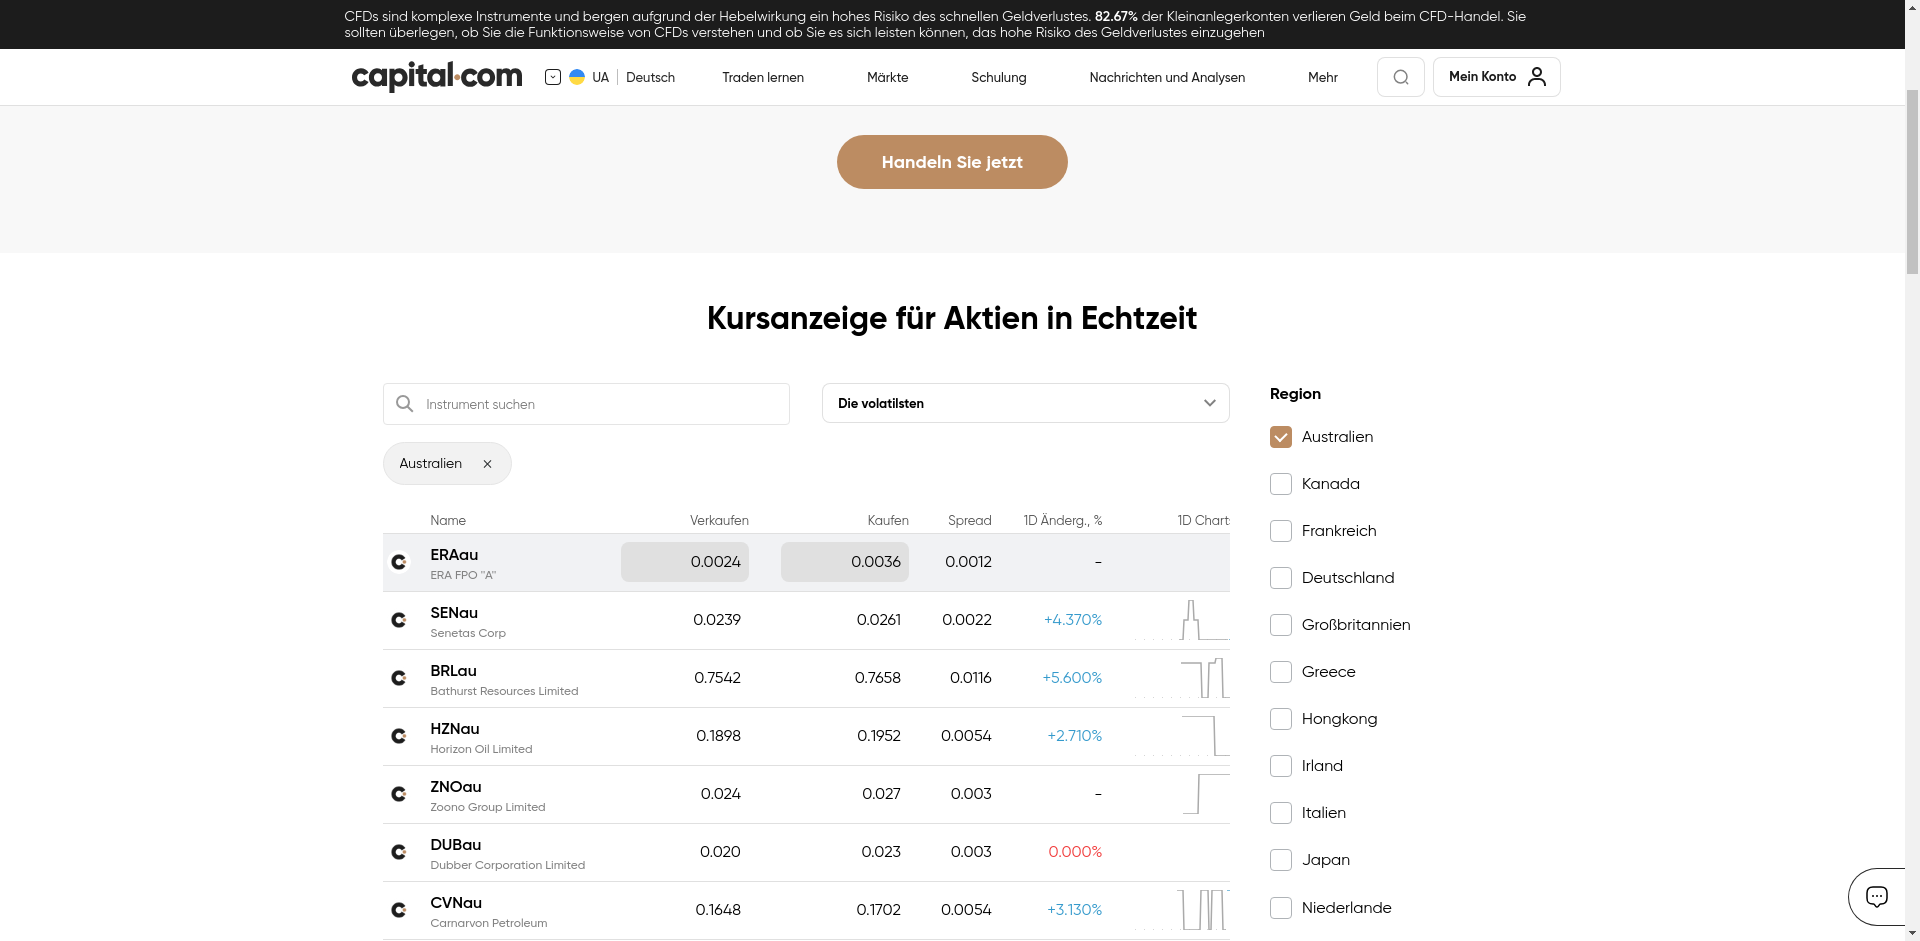 CFDs sind komplexe Instrumente und bergen aufgrund der Hebelwirkung ein hohes Risiko des schnellen Geldverlustes. 82.67% der Kleinanlegerkonten verlieren Geld beim CFD-Handel. Sie
sollten überlegen, ob Sie die Funktionsweise von CFDs verstehen und ob Sie es sich leisten können, das hohe Risiko des Geldverlustes einzugehen
capital.com UA Deutsch Traden lernen Märkte Schulung Nachrichten und Analysen Mehr Mein Konto
Handeln Sie jetzt
Kursanzeige für Aktien in Echtzeit
Instrument suchen
Die volatilsten
Australien
Name Verkaufen Kaufen Spread 1D Änderg., % 1D Chart
ERAau 0.0024 0.0036 0.0012 -
ERA FPO "A"
SENau 0.0239 0.0261 0.0022 +4.370%
Senetas Corp
BRLau 0.7542 0.7658 0.0116 +5.600%
Bathurst Resources Limited
HZNau 0.1898 0.1952 0.0054 +2.710%
Horizon Oil Limited
ZNOau 0.024 0.027 0.003 -
Zoono Group Limited
DUBau 0.020 0.023 0.003 0.000%
Dubber Corporation Limited
CVNau 0.1648 0.1702 0.0054 +3.130%
Carnarvon Petroleum
Region
Australien
Kanada
Frankreich
Deutschland
Großbritannien
Greece
Hongkong
Irland
Italien
Japan
Niederlande